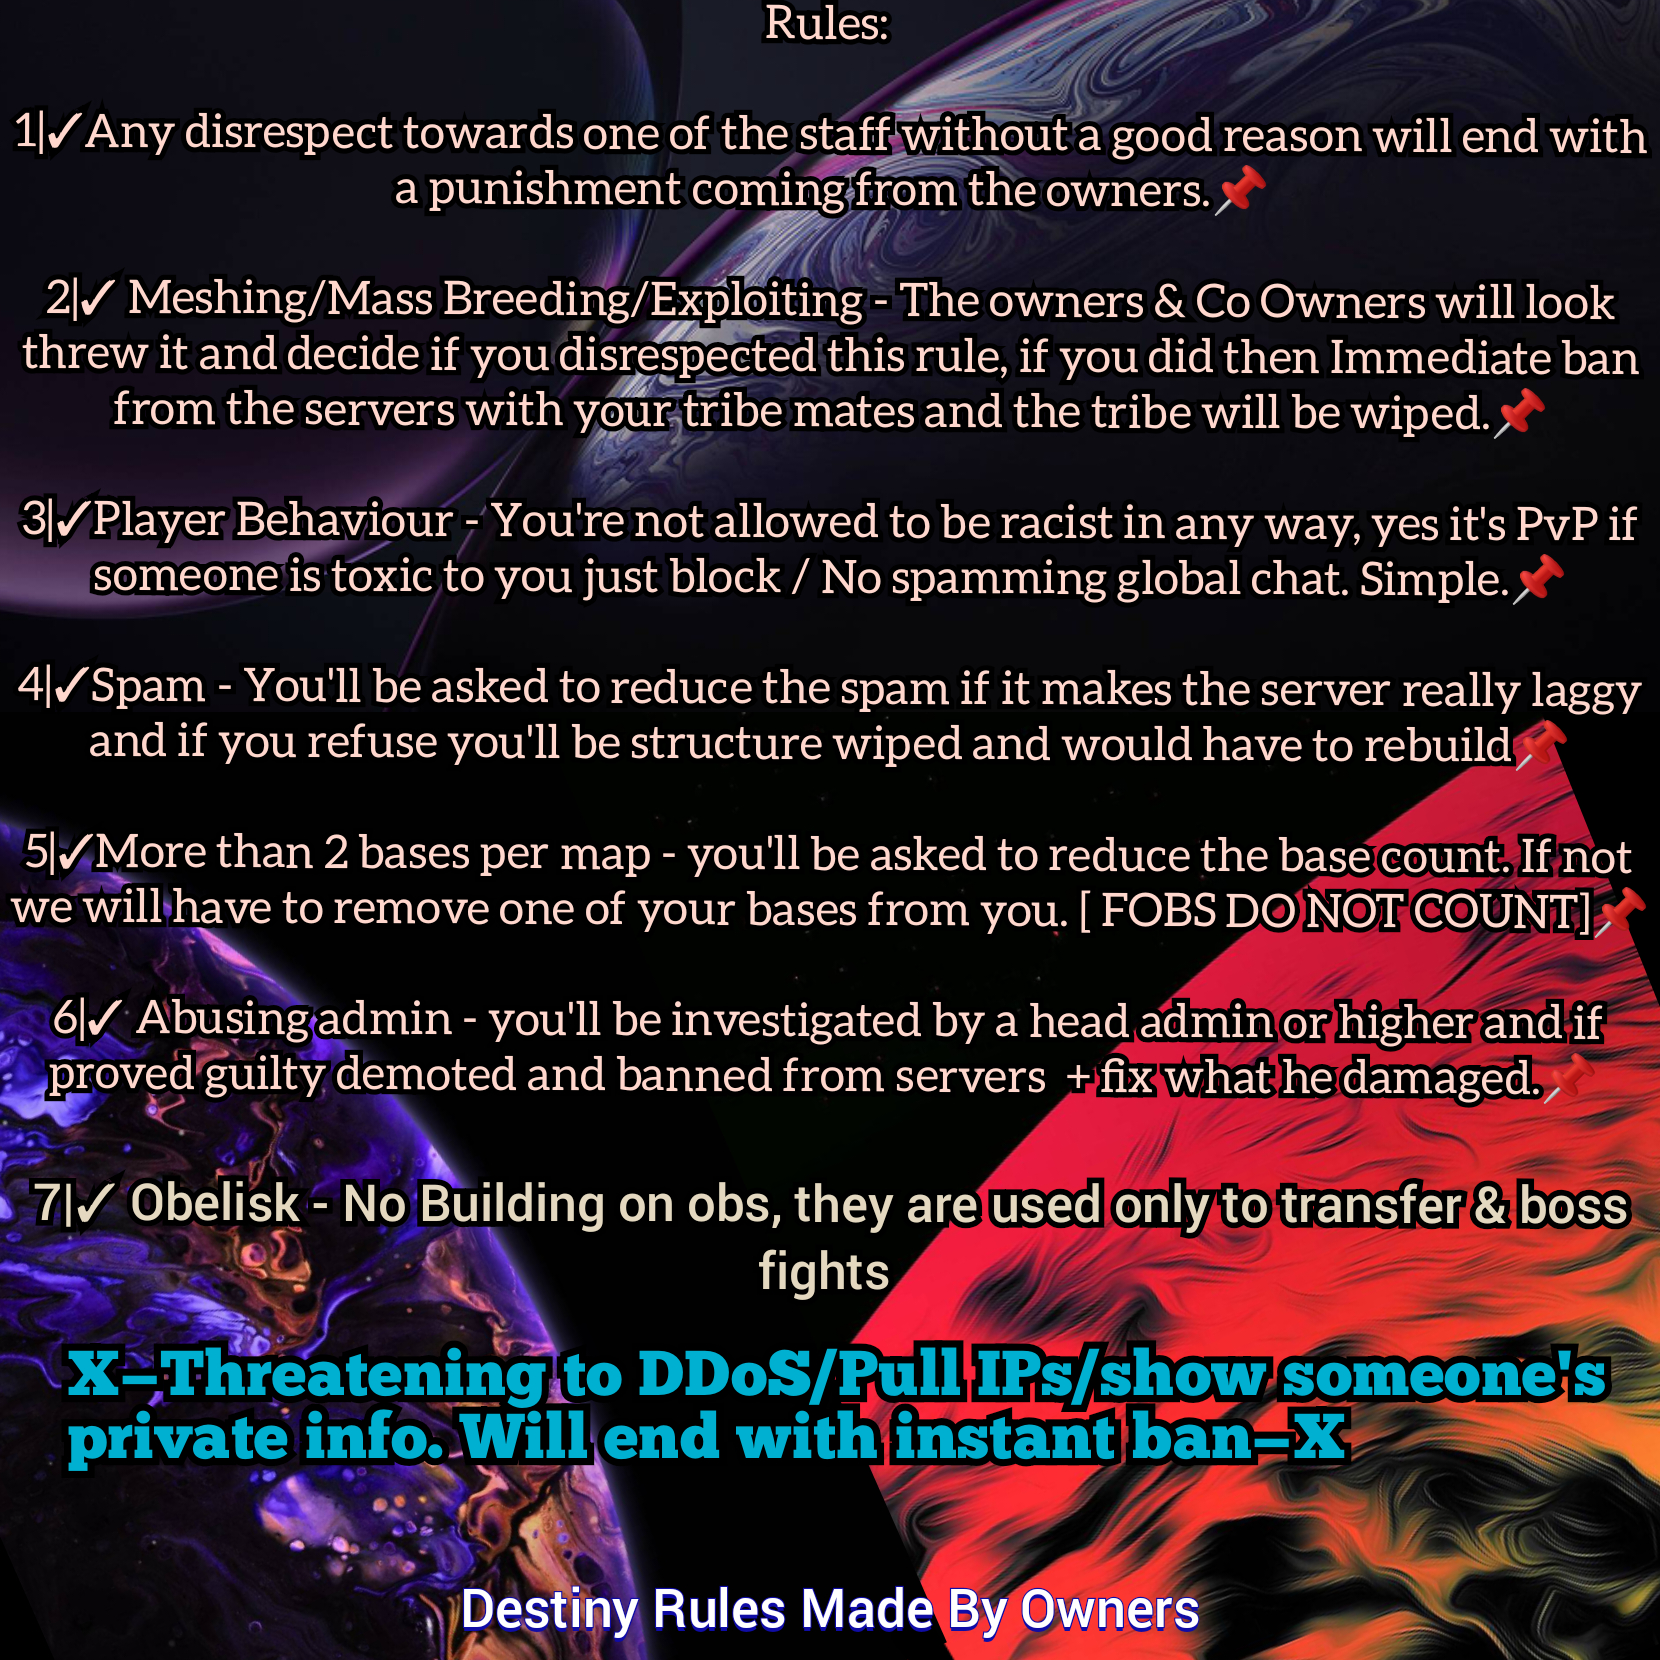 Rules:
1|✓Any disrespect towards one of the staff without a good reason will end with
a punishment coming from the owners.📌
2|✓ Meshing/Mass Breeding/Exploiting - The owners & Co Owners will look
threw it and decide if you disrespected this rule, if you did then Immediate ban
from the servers with your tribe mates and the tribe will be wiped.📌
3|✓Player Behaviour - You're not allowed to be racist in any way, yes it's PvP if
someone is toxic to you just block / No spamming global chat. Simple.📌
4|✓Spam - You'll be asked to reduce the spam if it makes the server really laggy
and if you refuse you'll be structure wiped and would have to rebuild📌
5|✓More than 2 bases per map - you'll be asked to reduce the base count. If not
we will have to remove one of your bases from you. [ FOBS DO NOT COUNT]📌
6|✓ Abusing admin - you'll be investigated by a head admin or higher and if
proved guilty demoted and banned from servers  + fix what he damaged.📌
7|✓ Obelisk - No Building on obs, they are used only to transfer & boss
fights
X–Threatening to DDoS/Pull IPs/show someone's
private info. Will end with instant ban–X
Destiny Rules Made By Owners